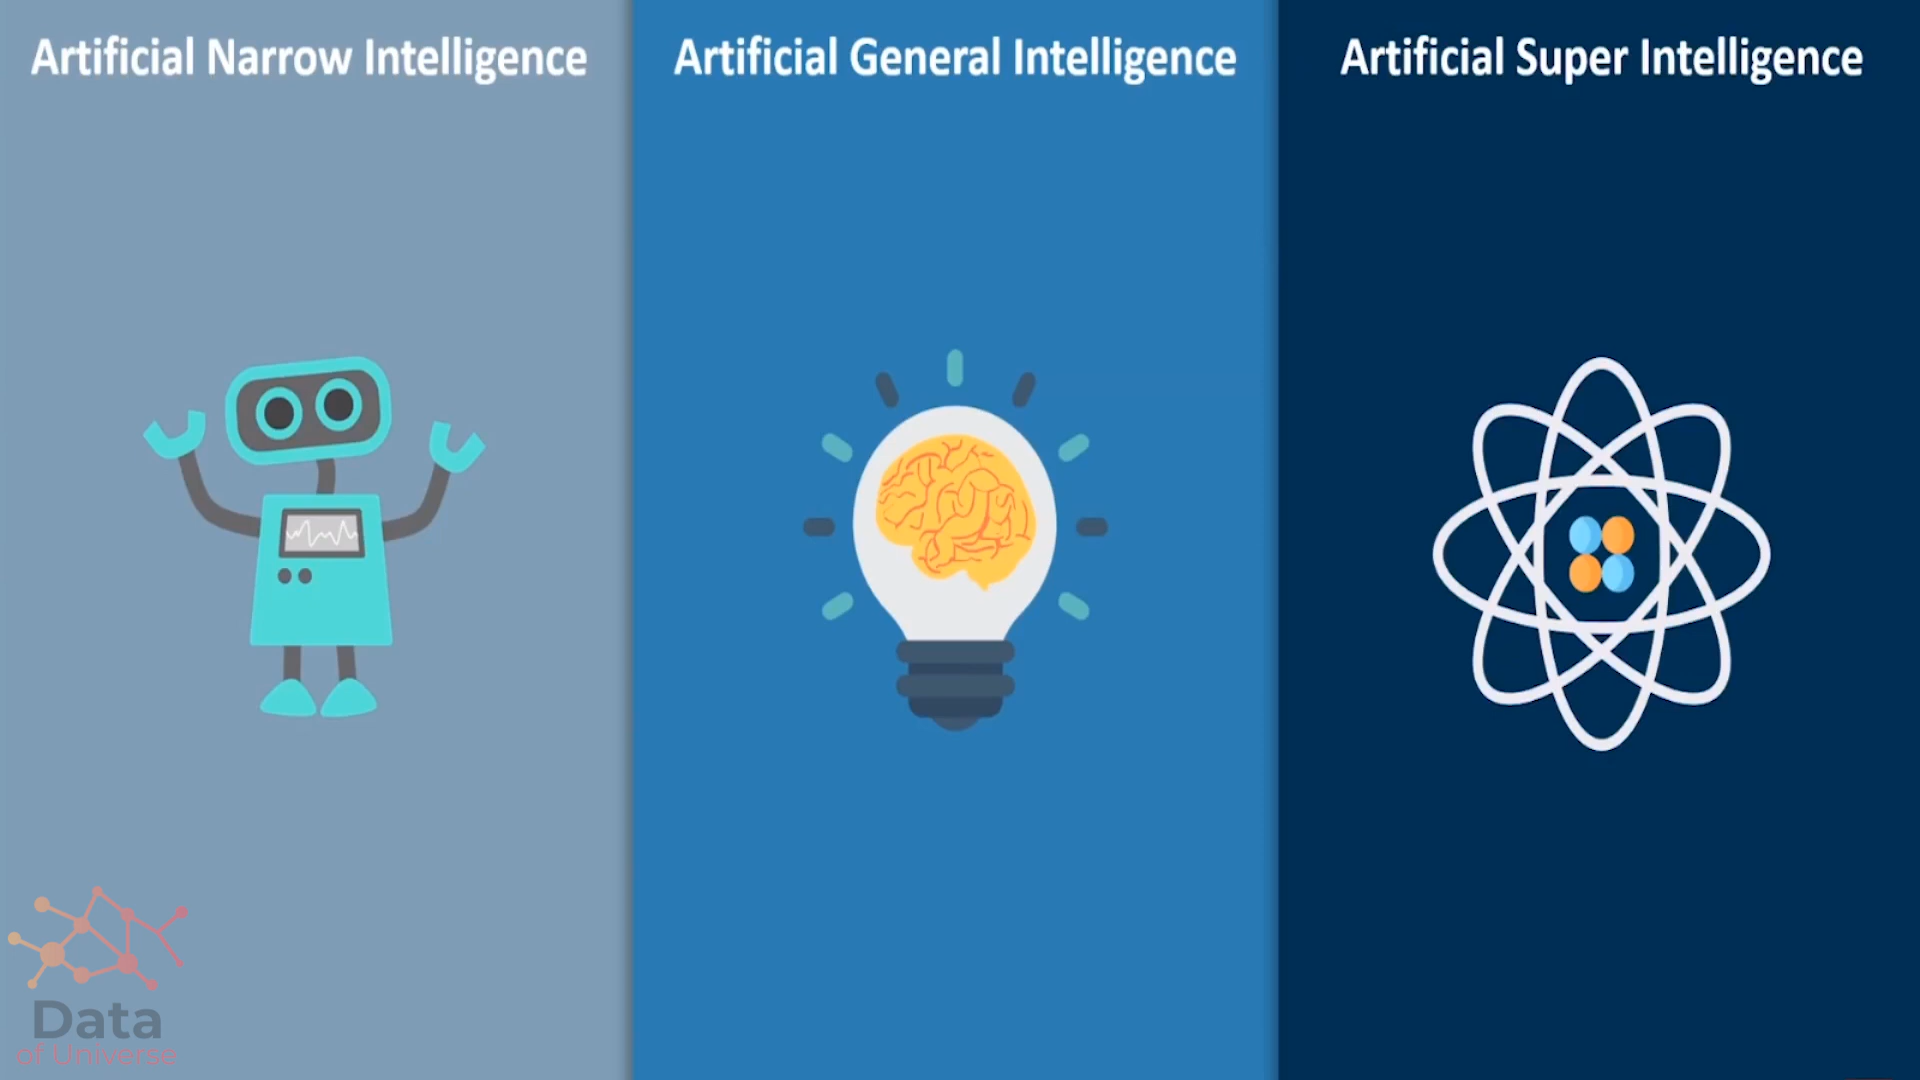 Artificial Narrow Intelligence
Artificial General Intelligence
Artificial Super Intelligence
Data
of Universe